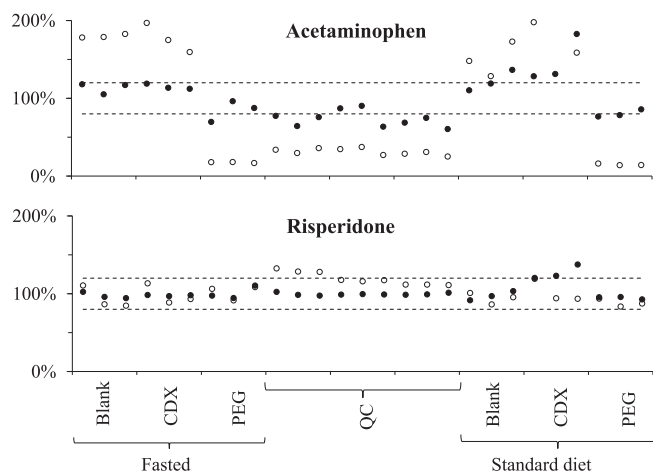 200%
Acetaminophen
100%
0%
200%
Risperidone
100%
0%
Blank
CDX
PEG
QC
Blank
CDX
PEG
Fasted
Standard diet